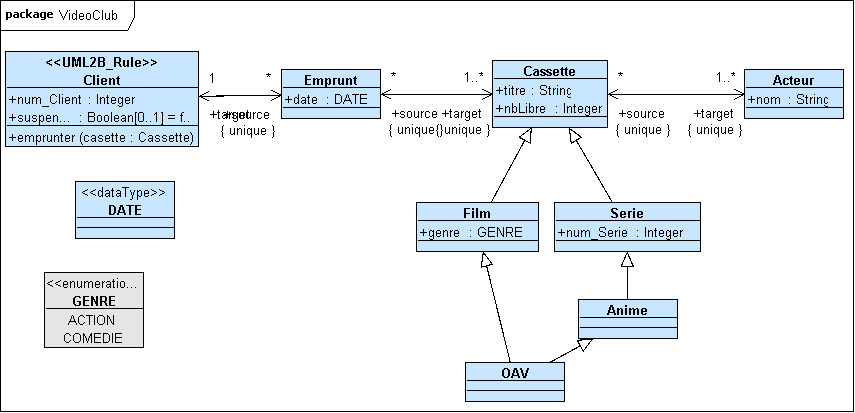 package VideoClub
<<UML2B_Rule>>
Client
+num_Client : Integer
+suspen... : Boolean[0..1] = f..
+emprunter (casette : Cassette)
1
*
+target
+source
{ unique }
Emprunt
+date : DATE
*
1..*
+source +target
{ unique{}unique }
Cassette
+titre : String
+nbLibre : Integer
*
1..*
+source
+target
{ unique }
{ unique }
Acteur
+nom : String
<<dataType>>
DATE
Film
+genre : GENRE
Serie
+num_Serie : Integer
<<enumeratio...
GENRE
ACTION
COMEDIE
Anime
OAV